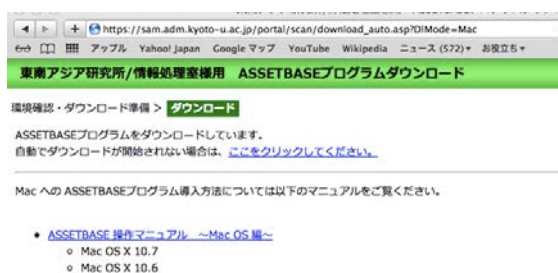 https://sam.adm.kyoto-u.ac.jp/portal/scan/download_auto.asp?DlMode=Mac
アップル Yahoo! Japan Google マップ YouTube Wikipedia ニュース (572)▾ お役立ち▾
東南アジア研究所/情報処理室様用 ASSETBASEプログラムダウンロード
環境確認・ダウンロード準備 > ダウンロード
ASSETBASEプログラムをダウンロードしています。
自動でダウンロードが開始されない場合は、ここをクリックしてください。
Mac への ASSETBASEプログラム導入方法については以下のマニュアルをご覧ください。
ASSETBASE 操作マニュアル ～Mac OS 編～
Mac OS X 10.7
Mac OS X 10.6